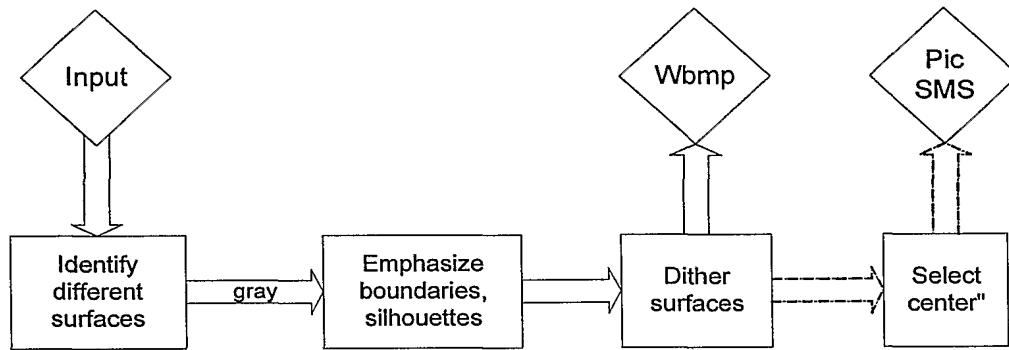 Input
Wbmp
Pic
SMS
Identify
different
surfaces
gray
Emphasize
boundaries,
silhouettes
Dither
surfaces
Select
center"